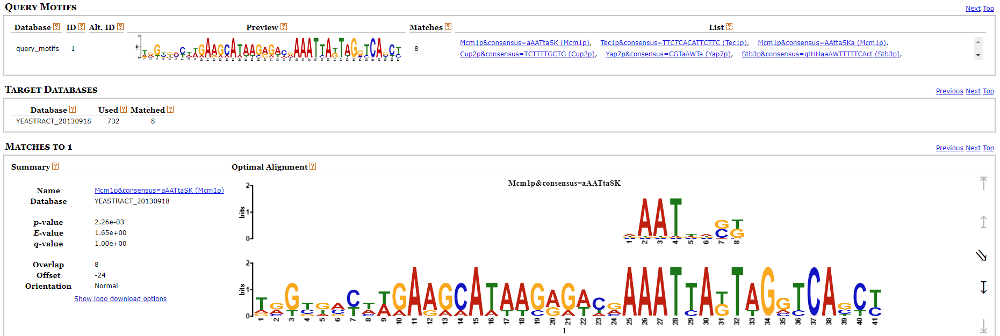 QUERY MOTIFS
Next Top
Database ? ID ? Alt. ID ? Preview ? Matches ? List ?
query_motifs 1 8 Mcm1p&consensus=aAATtaSK (Mcm1p), Tec1p&consensus=TTCTCACATTCTTC (Tec1p), Mcm1p&consensus=AAttaSKa (Mcm1p),
Cup2p&consensus=TCTTTTGCTG (Cup2p), Yap7p&consensus=CGTaAWTa (Yap7p), Stb3p&consensus=gtHHaaAWTTTTTCAct (Stb3p),
TARGET DATABASES
Previous Next Top
Database ? Used ? Matched ?
YEASTRACT_20130918 732 8
MATCHES TO 1
Previous Next Top
Summary ? Optimal Alignment ?
Name Mcm1p&consensus=aAATtaSK (Mcm1p)
Database YEASTRACT_20130918
p-value 2.26e-03
E-value 1.65e+00
q-value 1.00e+00
Overlap 8
Offset -24
Orientation Normal
Show logo download options
Mcm1p&consensus=aAATtaSK
2
bits
1
0
1 2 3 4 5 6 7 8
2
bits
1
0
1 2 3 4 5 6 7 8 9 10 11 12 13 14 15 16 17 18 19 20 21 22 23 24 25 26 27 28 29 30 31 32 33 34 35 36 37 38 39 40 41
1